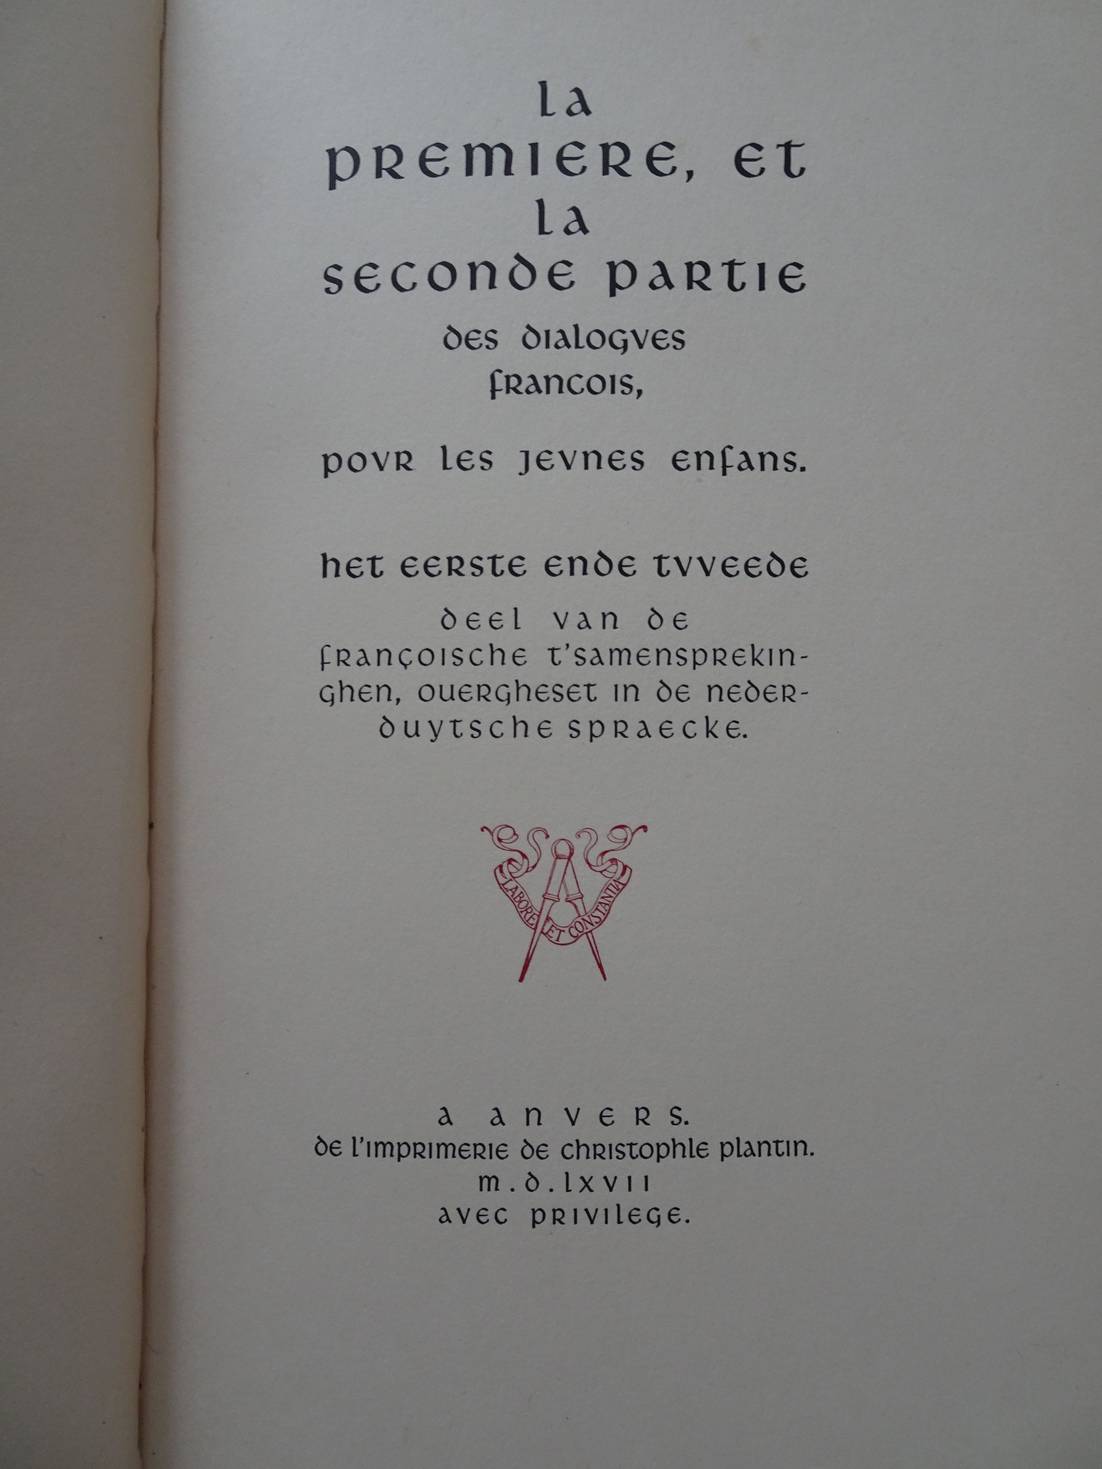 la
premiere, et
la
seconde partie
des dialogves
francois,
povr les jevnes enfans.
het eerste ende tvveede
deel van de
françoische t'samensprekin-
ghen, ouergheset in de neder-
duytsche spraecke.
LABORE ET CONSTANTIA
a anvers.
de l'imprimerie de christophle plantin.
m.d.lxvii
avec privilege.